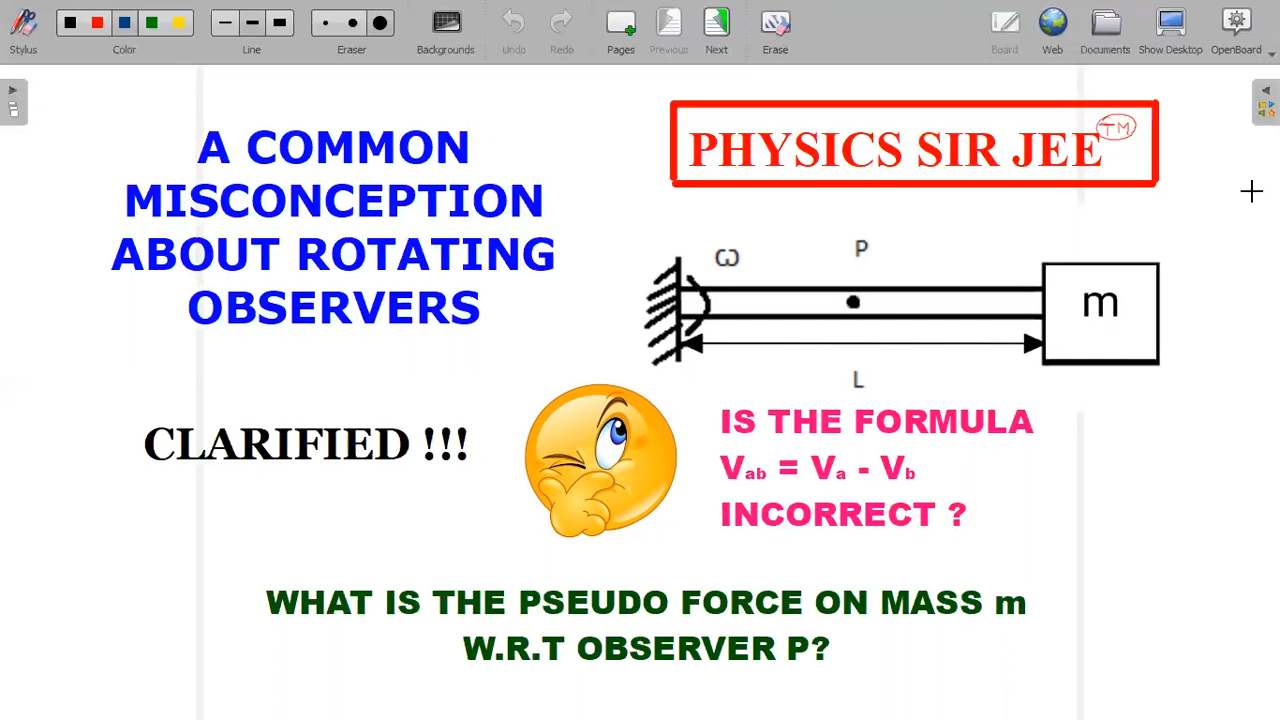 Stylus
Color
Line
Eraser
Backgrounds
Undo
Redo
Pages
Previous
Next
Erase
Board
Web
Documents
Show Desktop
OpenBoard
A COMMON
MISCONCEPTION
ABOUT ROTATING
OBSERVERS
CLARIFIED !!!
PHYSICS SIR JEE TM
ω
P
m
L
IS THE FORMULA
Vab = Va - Vb
INCORRECT ?
WHAT IS THE PSEUDO FORCE ON MASS m
W.R.T OBSERVER P?